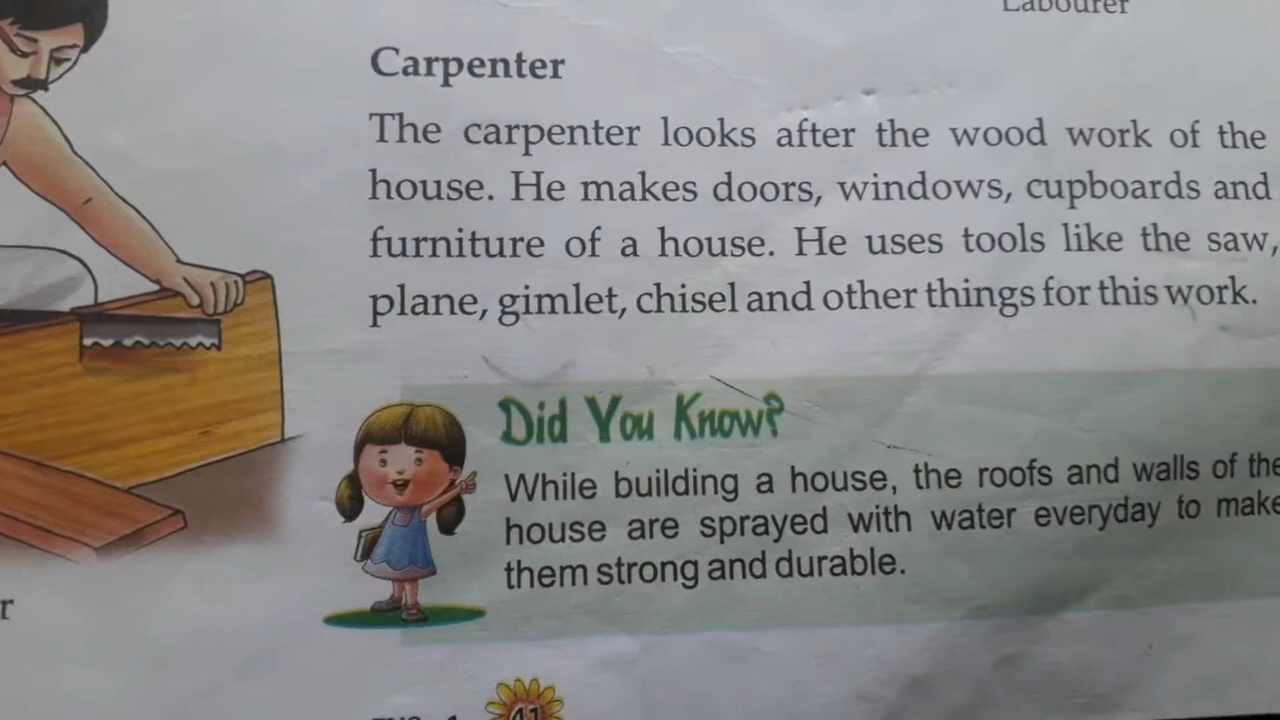 Labourer
Carpenter
The carpenter looks after the wood work of the
house. He makes doors, windows, cupboards and
furniture of a house. He uses tools like the saw,
plane, gimlet, chisel and other things for this work.
Did You Know?
While building a house, the roofs and walls of the
house are sprayed with water everyday to make
them strong and durable.
r
41